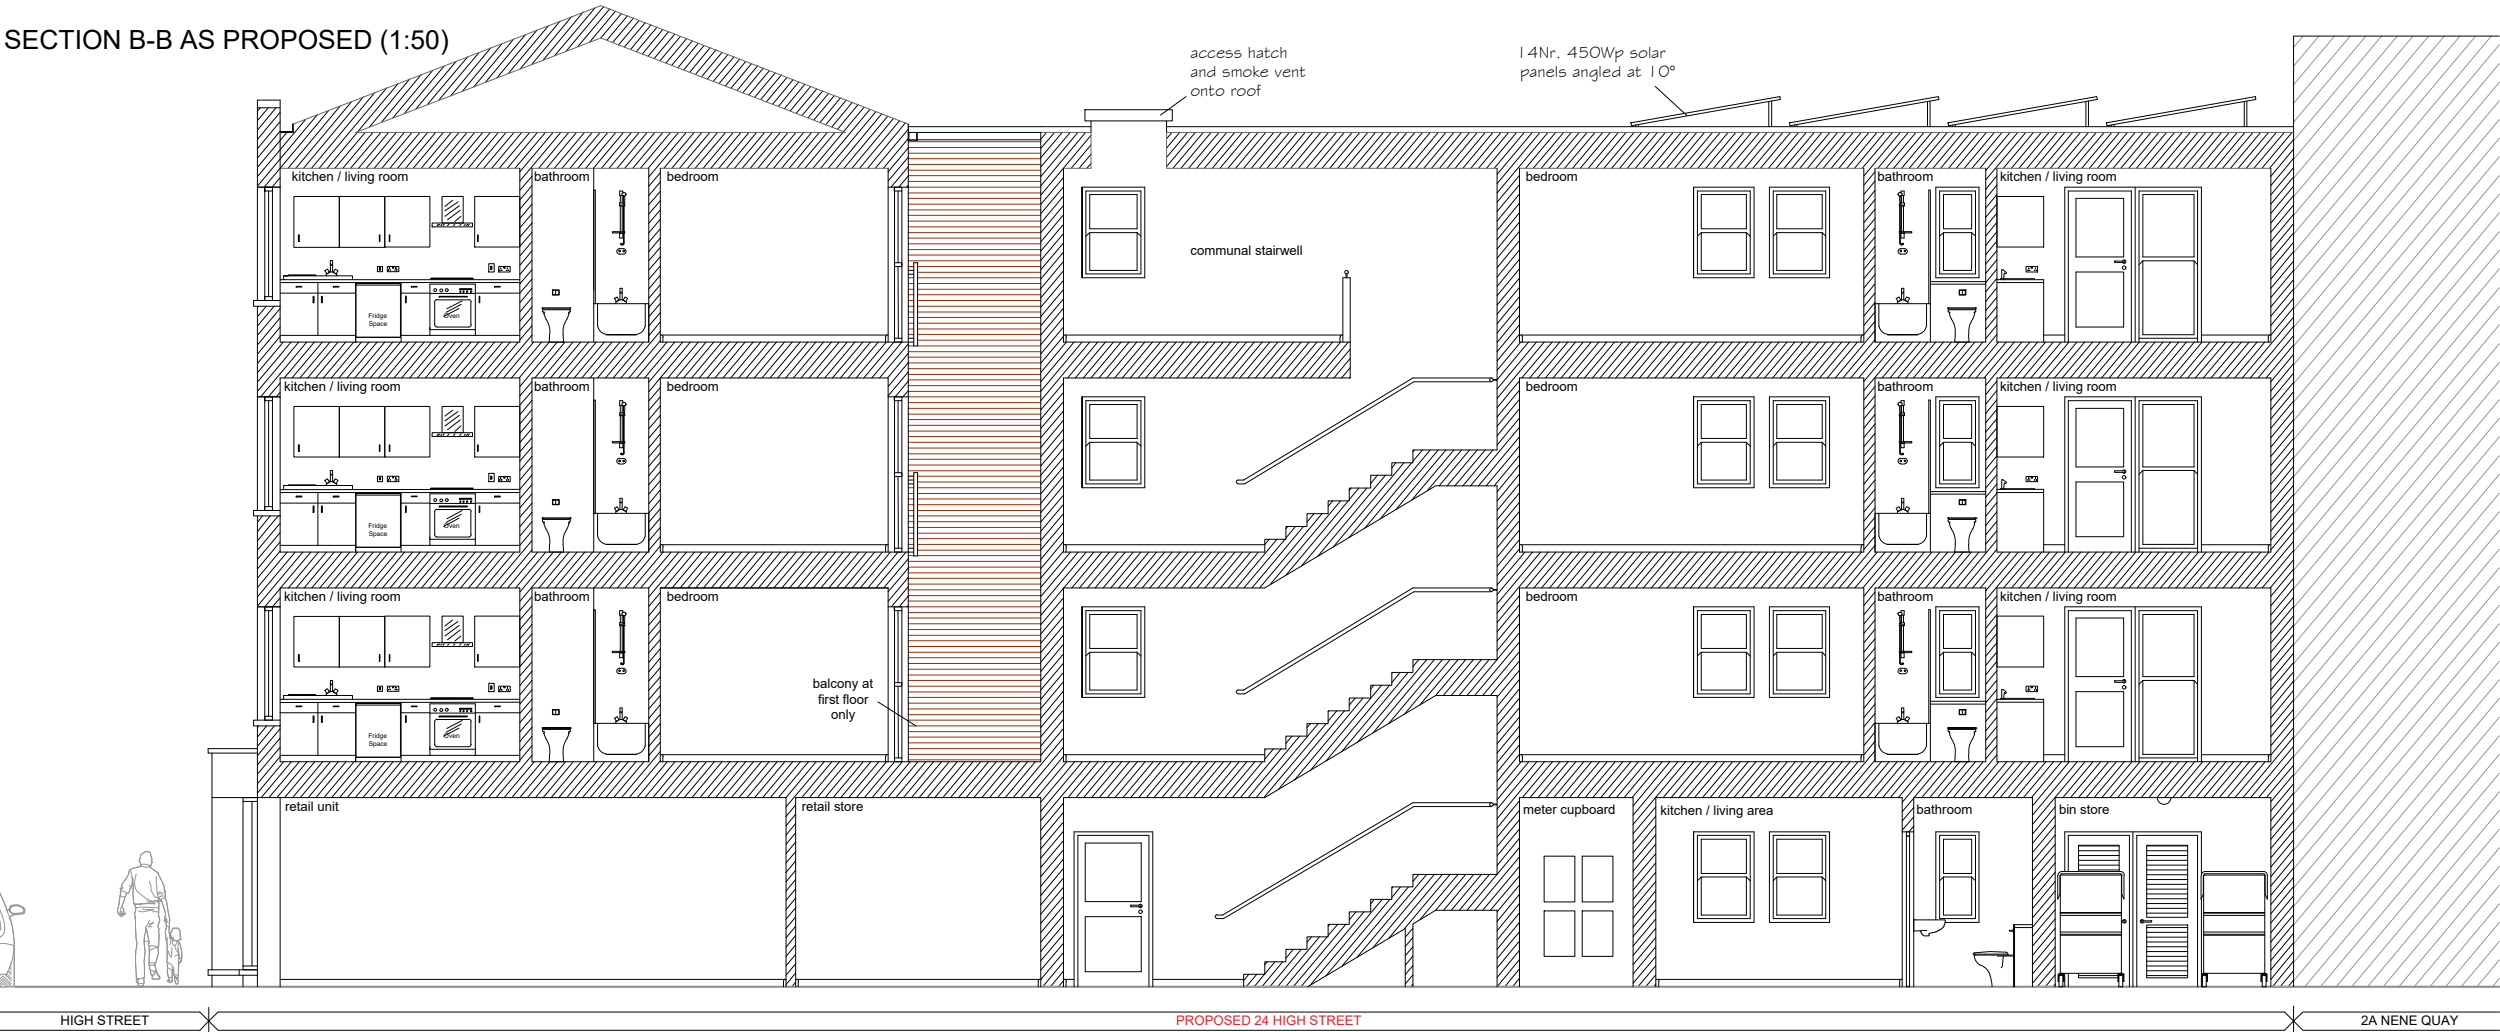 SECTION B-B AS PROPOSED (1:50)
access hatch
and smoke vent
onto roof
14Nr. 450Wp solar
panels angled at 10°
kitchen / living room
bathroom
bedroom
communal stairwell
bedroom
bathroom
kitchen / living room
Fridge
Space
Oven
kitchen / living room
bathroom
bedroom
bedroom
bathroom
kitchen / living room
Fridge
Space
Oven
kitchen / living room
bathroom
bedroom
bedroom
bathroom
kitchen / living room
balcony at
first floor
only
Fridge
Space
Oven
retail unit
retail store
meter cupboard
kitchen / living area
bathroom
bin store
HIGH STREET
PROPOSED 24 HIGH STREET
2A NENE QUAY